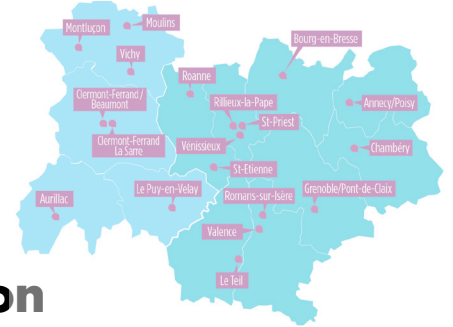 Moulins
Montluçon
Bourg-en-Bresse
Vichy
Roanne
Clermont-Ferrand /
Beaumont
Rillieux-la-Pape
Annecy/Poisy
St-Priest
Clermont-Ferrand
La Sarre
Vénissieux
Chambéry
St-Etienne
Le Puy-en-Velay
Grenoble/Pont-de-Claix
Romans-sur-Isère
Aurillac
Valence
Le Teil
on